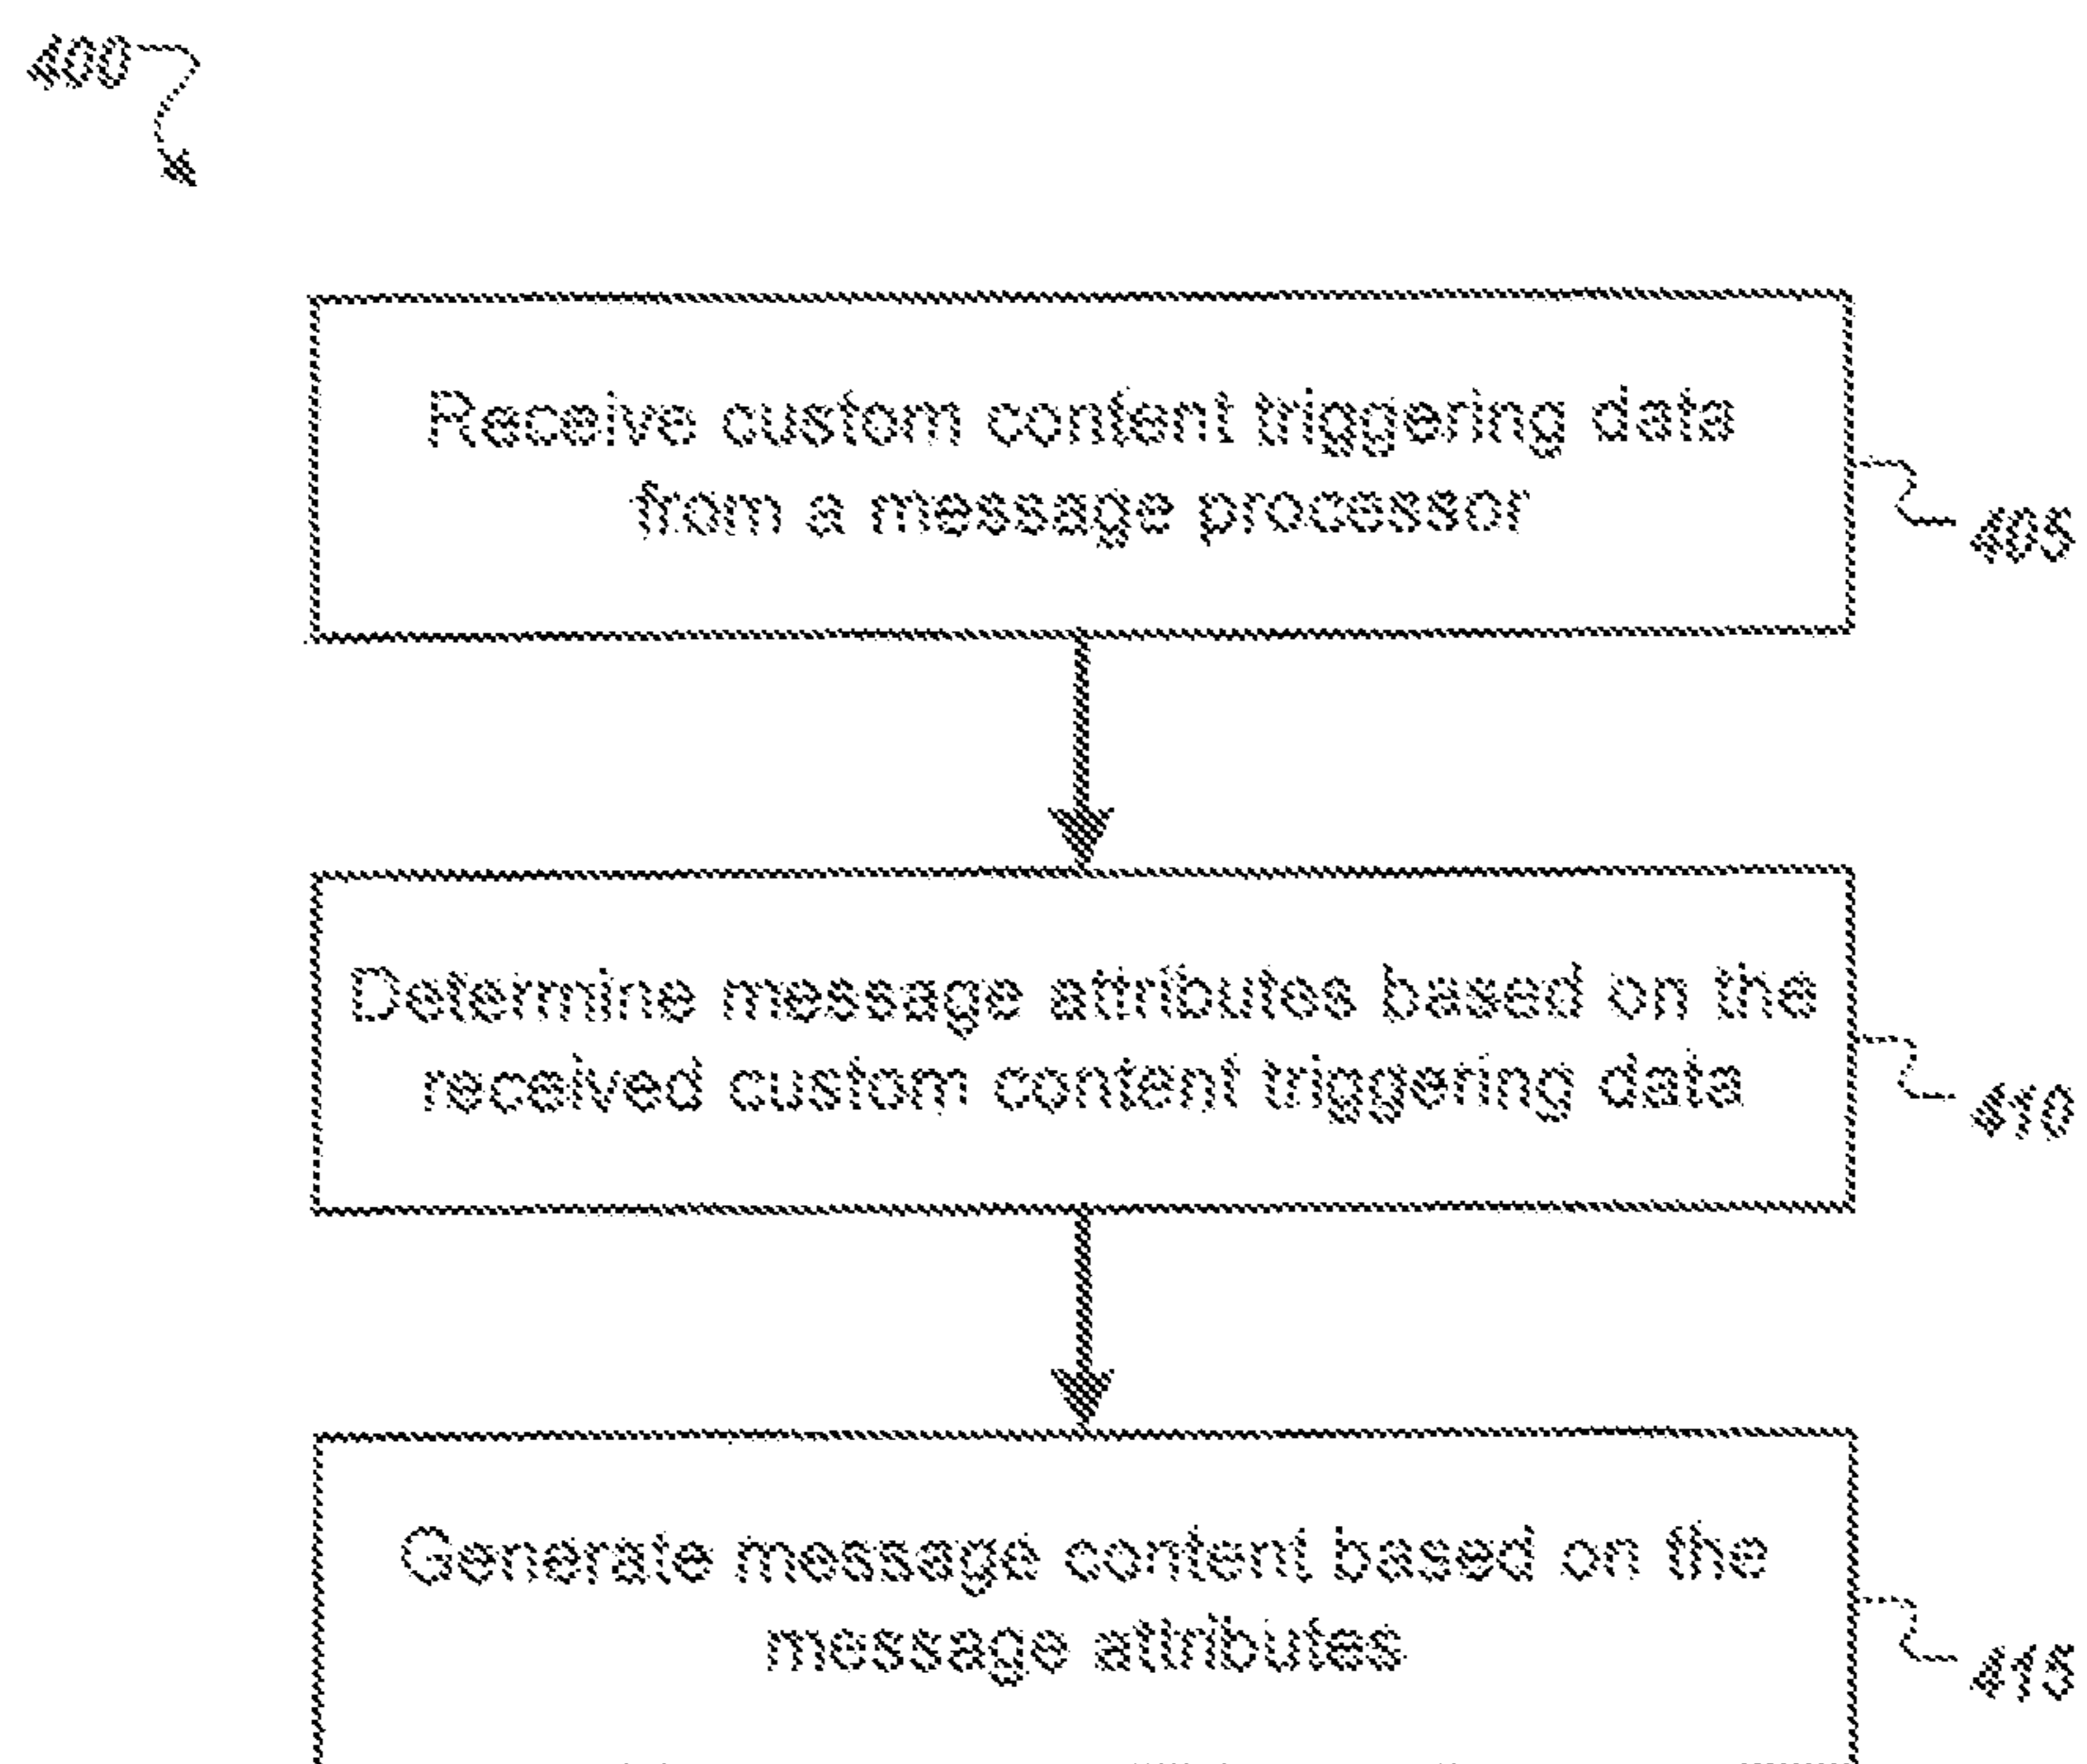 400
Receive custom content triggering data
from a message processor
405
Determine message attributes based on the
received custom content triggering data
410
Generate message content based on the
message attributes
415